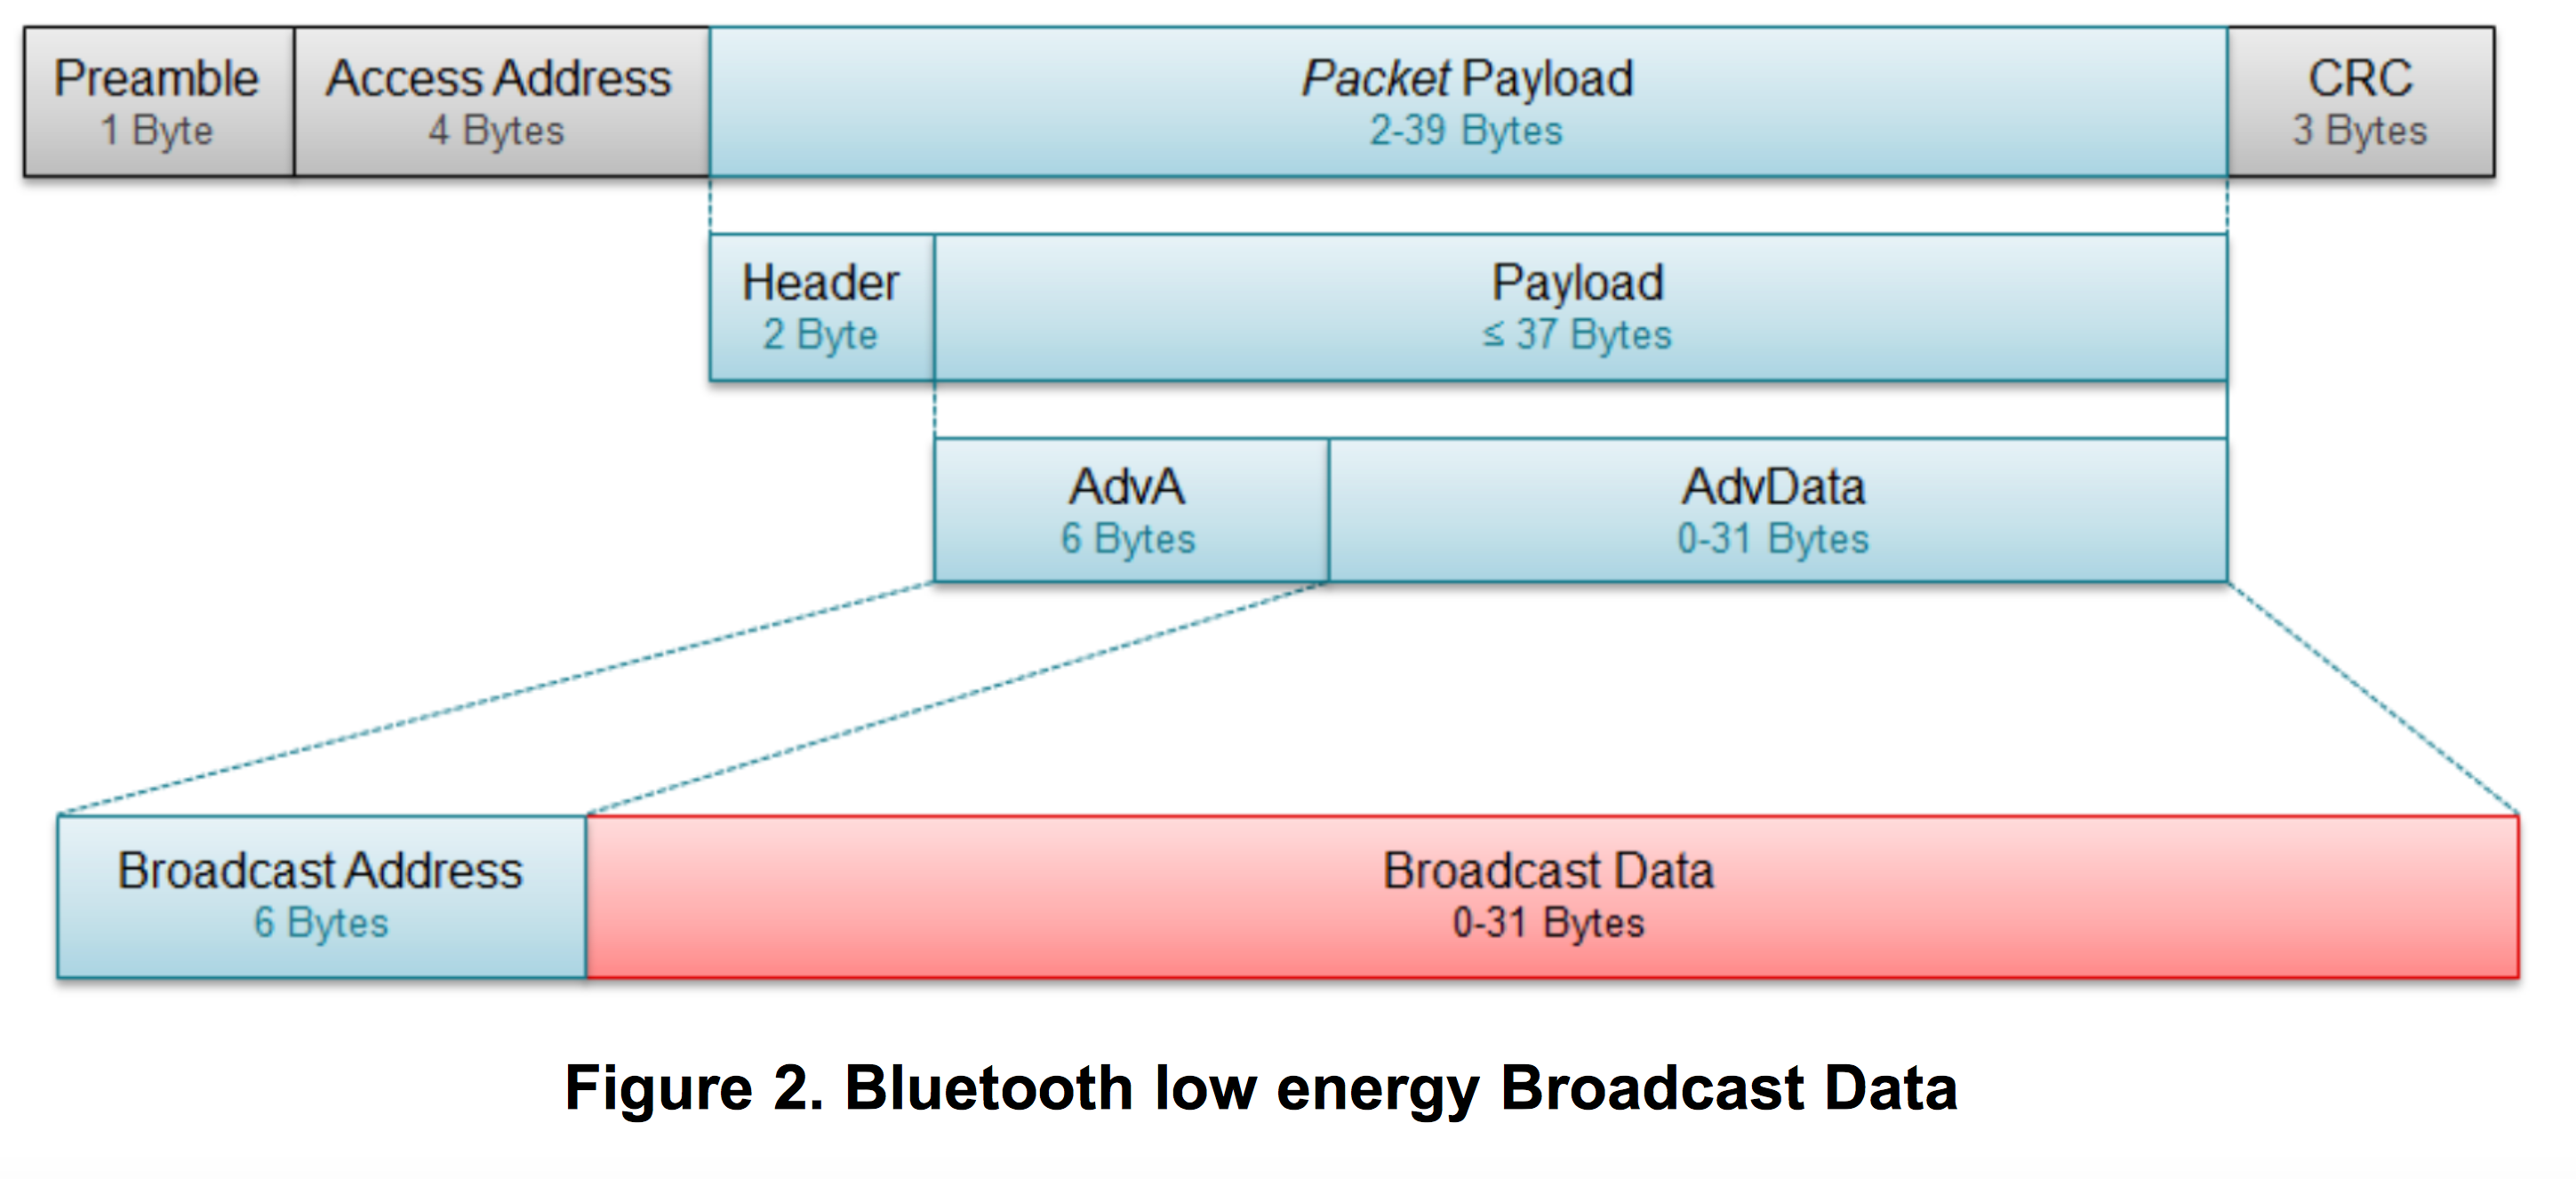 Preamble
1 Byte
Access Address
4 Bytes
Packet Payload
2-39 Bytes
CRC
3 Bytes
Header
2 Byte
Payload
≤ 37 Bytes
AdvA
6 Bytes
AdvData
0-31 Bytes
Broadcast Address
6 Bytes
Broadcast Data
0-31 Bytes
Figure 2. Bluetooth low energy Broadcast Data